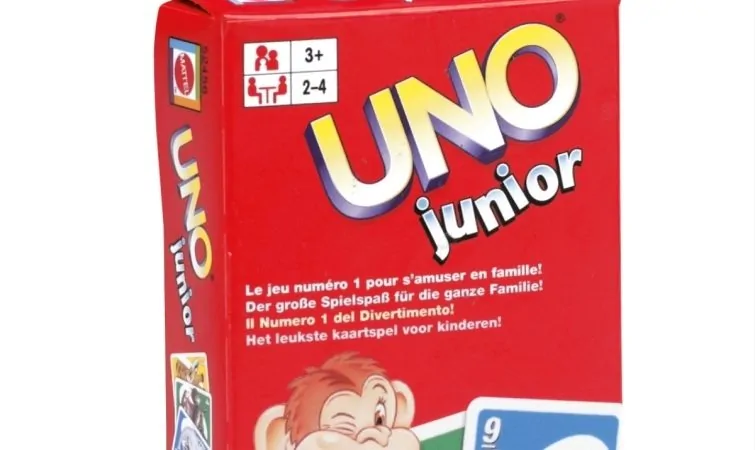 3+
2-4
UNO
junior
Le jeu numéro 1 pour s'amuser en famille!
Der große Spielspaß für die ganze Familie!
Il Numero 1 del Divertimento!
Het leukste kaartspel voor kinderen!
9
MATTEL
UNO
junior